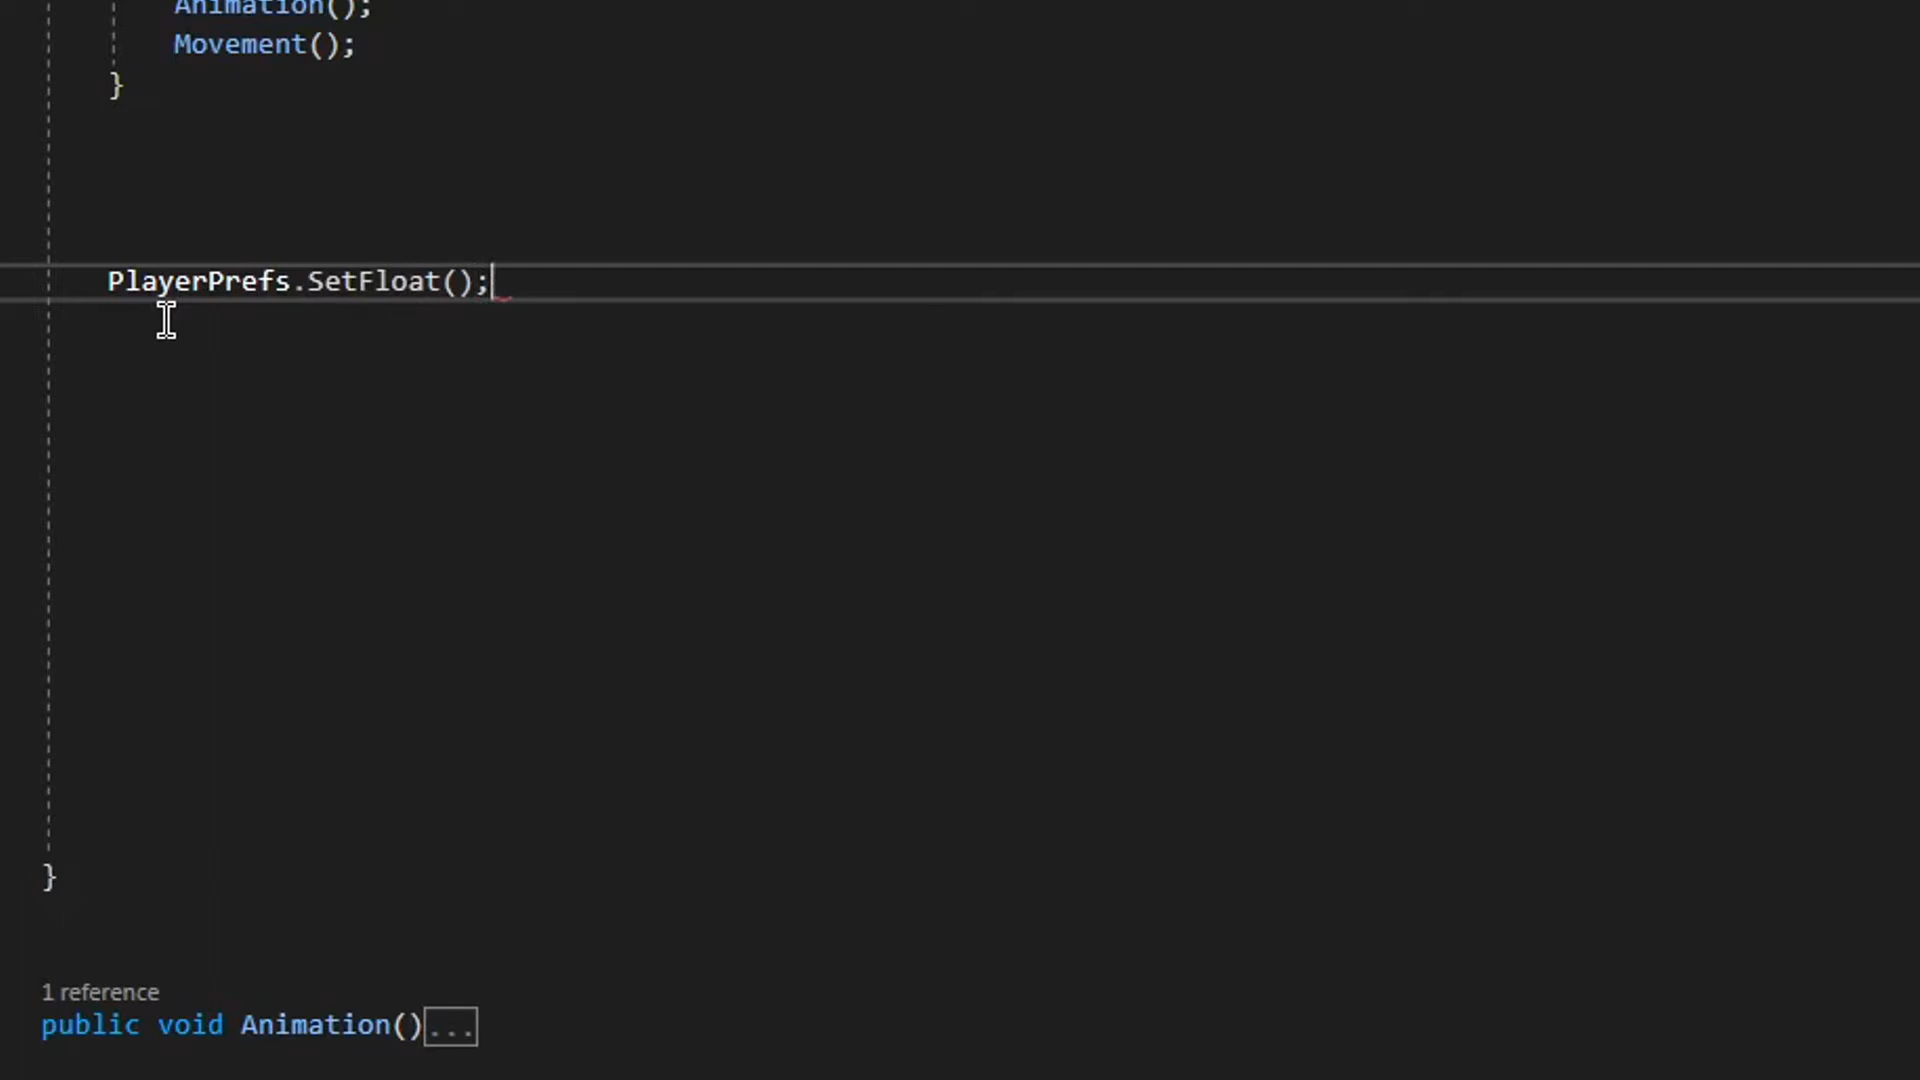 Animation();
Movement();
}
PlayerPrefs.SetFloat();
}
1 reference
public void Animation()...